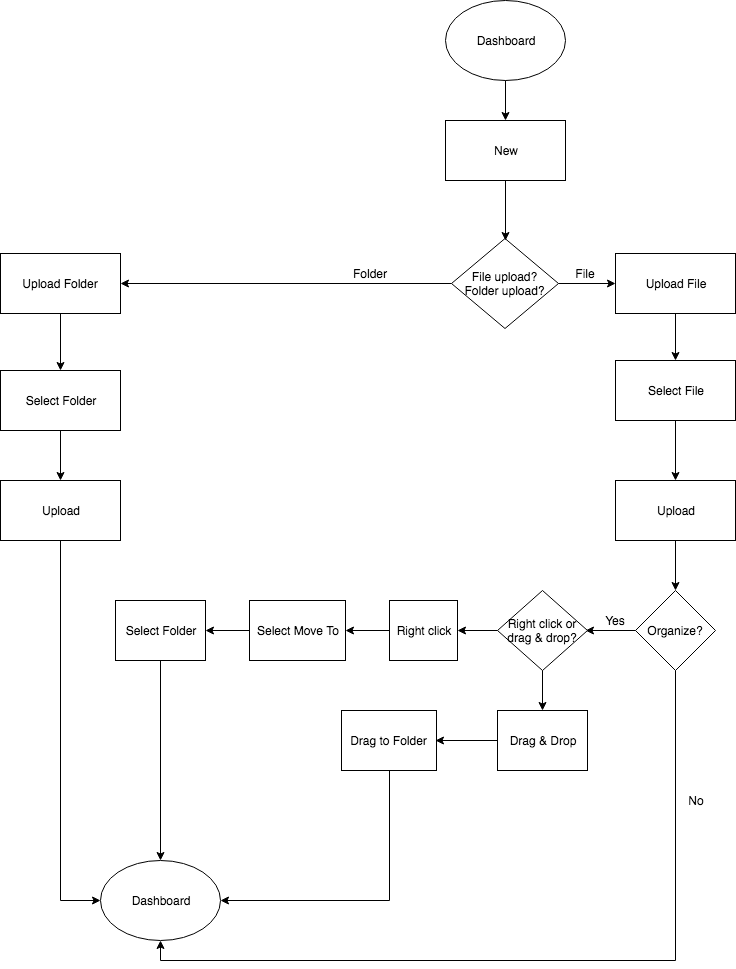 Dashboard
New
File upload?
Folder upload?
Folder
File
Upload Folder
Upload File
Select Folder
Select File
Upload
Upload
Select Folder
Select Move To
Right click
Right click or
drag & drop?
Yes
Organize?
Drag to Folder
Drag & Drop
No
Dashboard